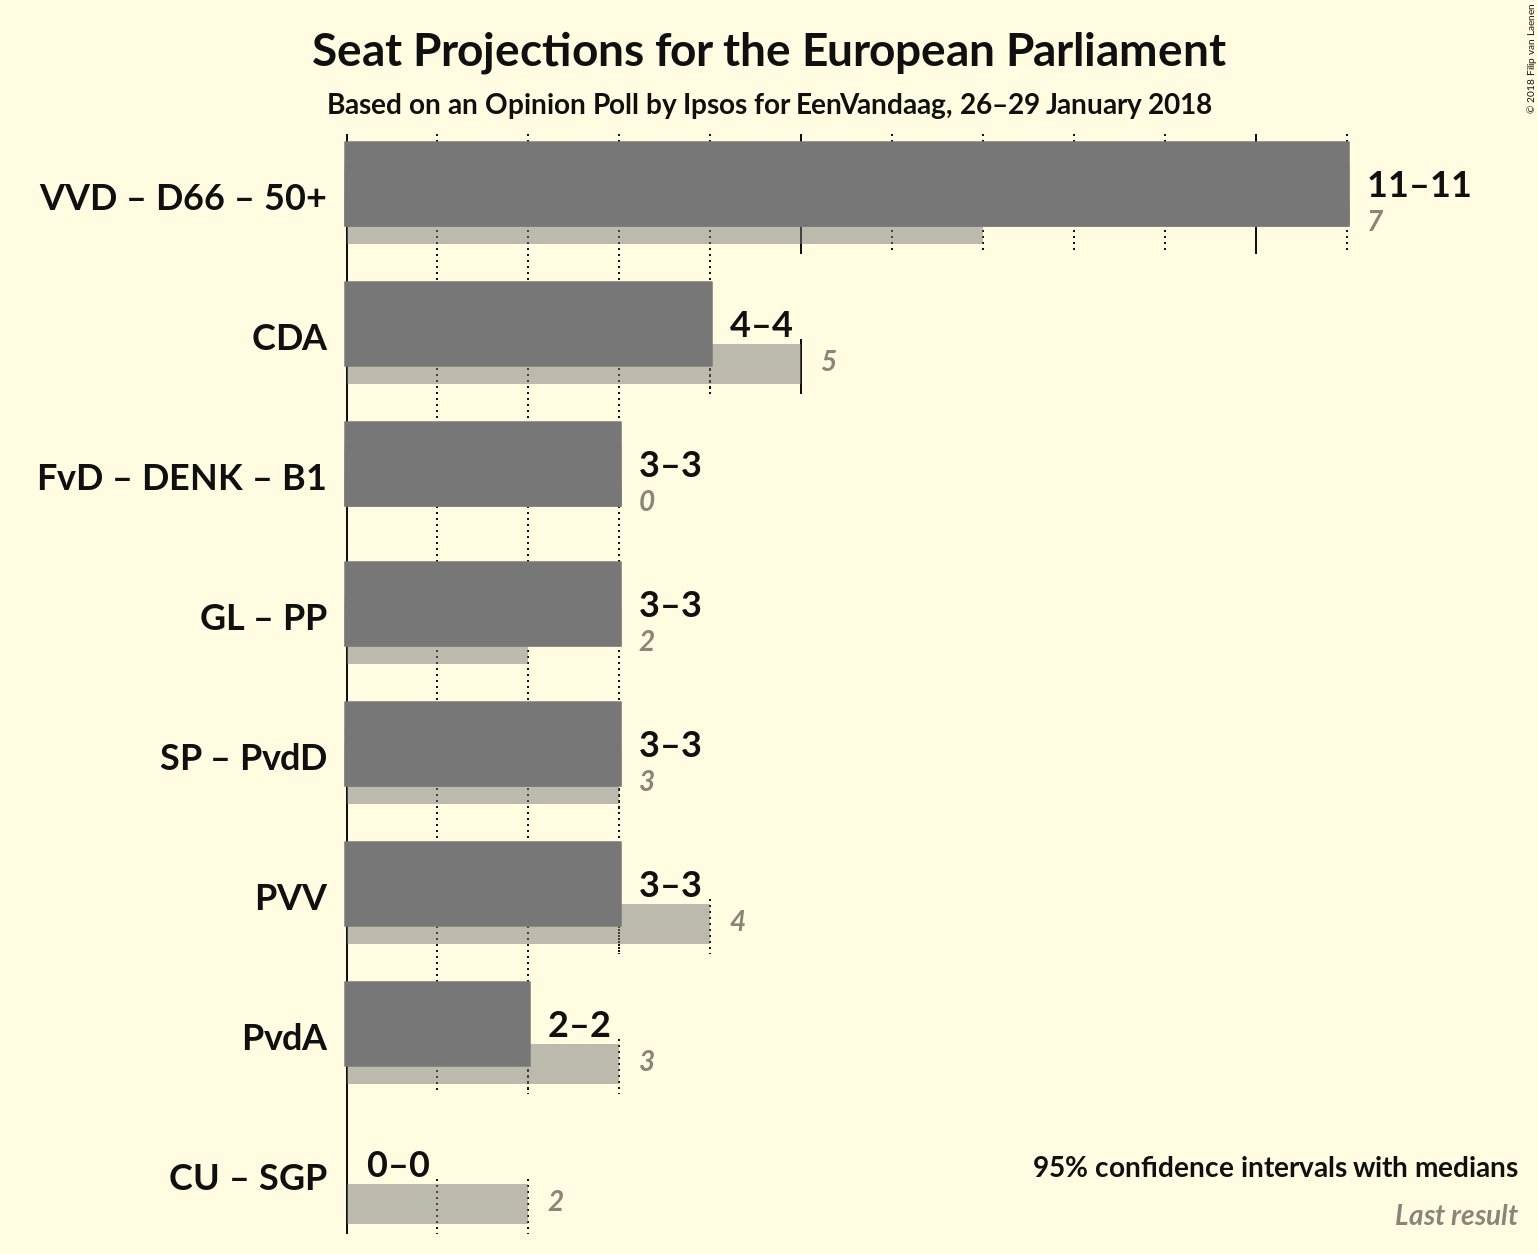 Seat Projections for the European Parliament
Based on an Opinion Poll by Ipsos for EenVandaag, 26–29 January 2018
© 2018 Filip van Laenen
VVD – D66 – 50+
11–11
7
CDA
4–4
5
FvD – DENK – B1
3–3
0
GL – PP
3–3
2
SP – PvdD
3–3
3
PVV
3–3
4
PvdA
2–2
3
CU – SGP
0–0
2
95% confidence intervals with medians
Last result